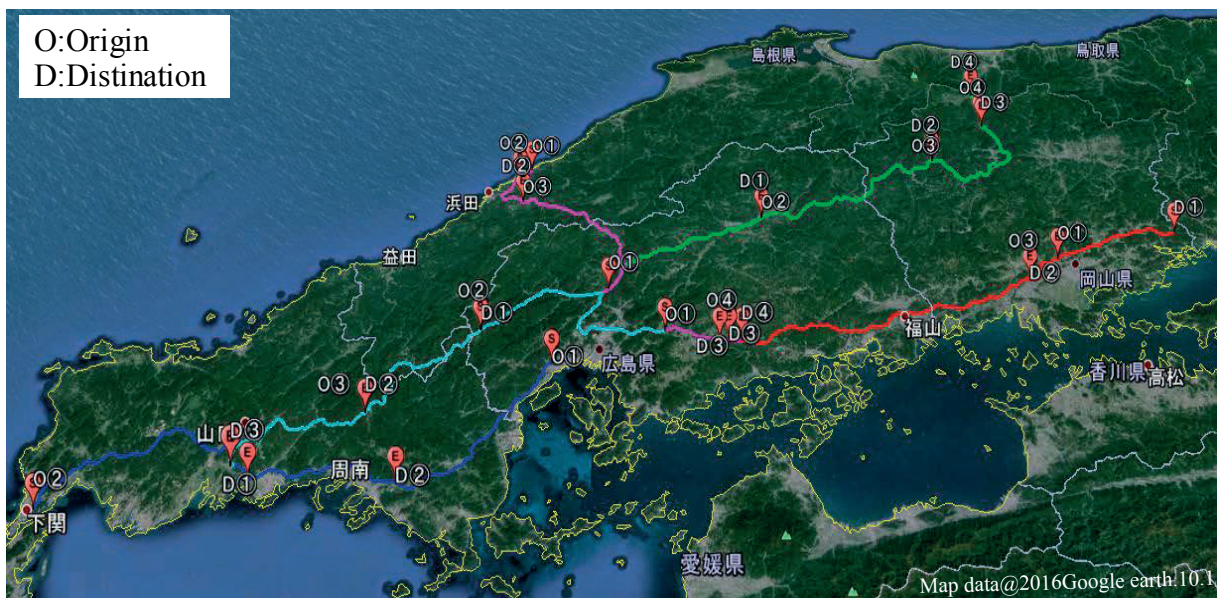 O:Origin
D:Distination
島根県
鳥取県
D④
O④
D③
D②
O③
O②
O①
D②
O③
浜田
D①
O②
益田
O①
D①
O①
O③
D②
岡山県
O②
D①
O①
O④
D④
D③
D③
福山
O①
広島県
香川県
高松
O③
D②
D③
D①
周南
D②
O②
下関
愛媛県
Map data@2016Google earth.10.1